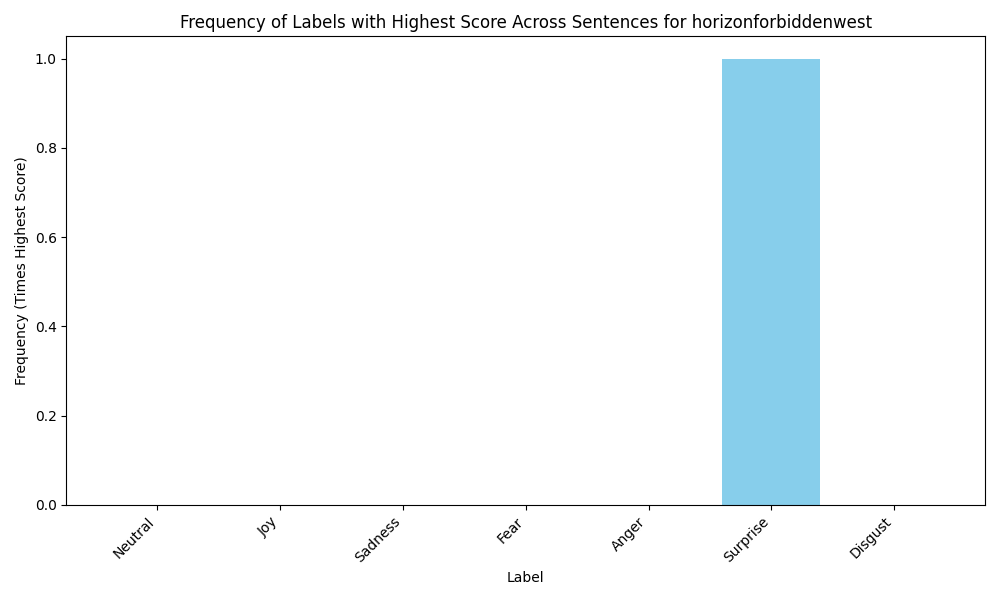 Frequency of Labels with Highest Score Across Sentences for horizonforbiddenwest
Frequency (Times Highest Score)
1.0
0.8
0.6
0.4
0.2
0.0
Neutral
Joy
Sadness
Fear
Anger
Surprise
Disgust
Label